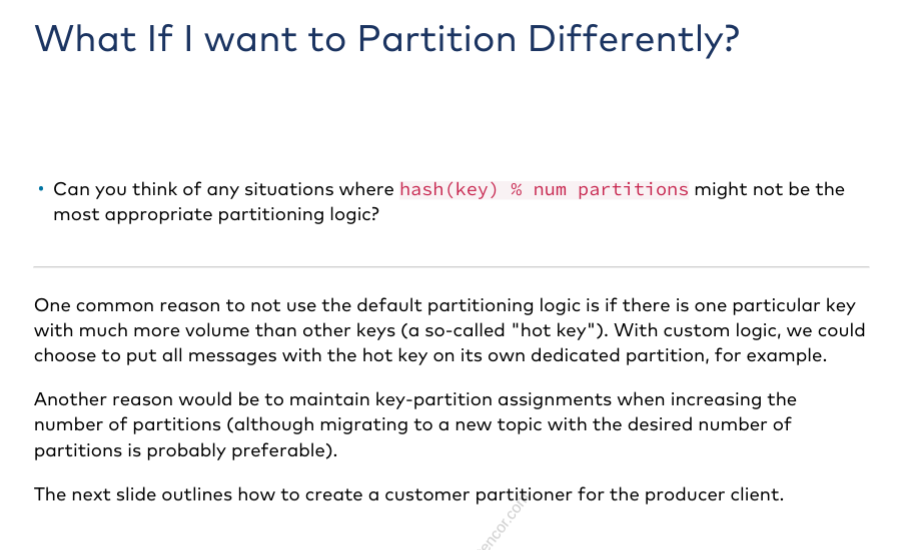 What If I want to Partition Differently?
• Can you think of any situations where hash(key) % num partitions might not be the
most appropriate partitioning logic?
One common reason to not use the default partitioning logic is if there is one particular key
with much more volume than other keys (a so-called "hot key"). With custom logic, we could
choose to put all messages with the hot key on its own dedicated partition, for example.
Another reason would be to maintain key-partition assignments when increasing the
number of partitions (although migrating to a new topic with the desired number of
partitions is probably preferable).
The next slide outlines how to create a customer partitioner for the producer client.
encor.com